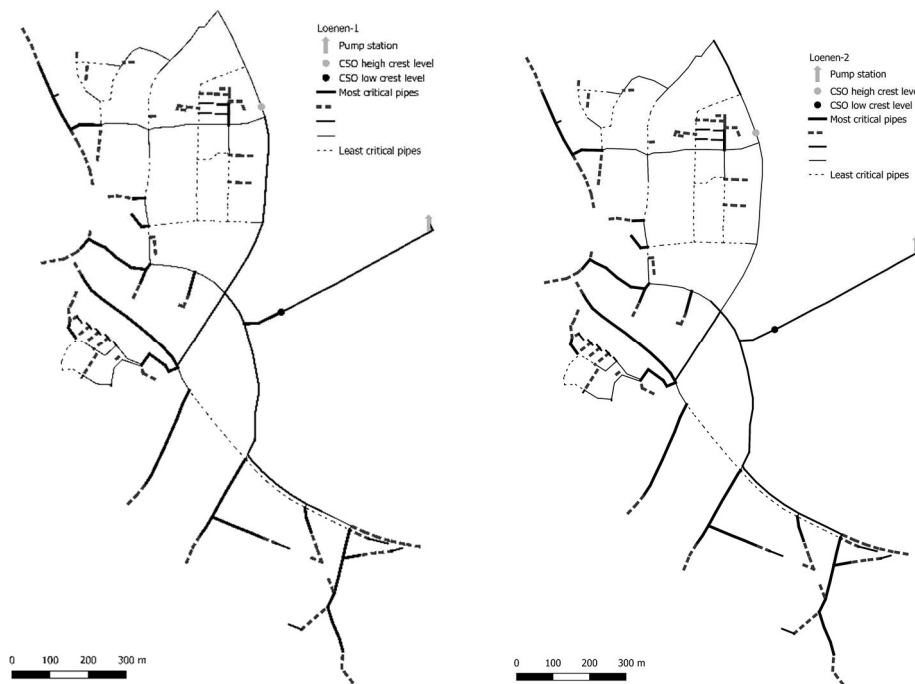 Loenen-1
Pump station
CSO heigh crest level
CSO low crest level
Most critical pipes
Least critical pipes
0 100 200 300 m
Loenen-2
Pump station
CSO heigh crest leve
CSO low crest level
Most critical pipes
Least critical pipes
0 100 200 300 m